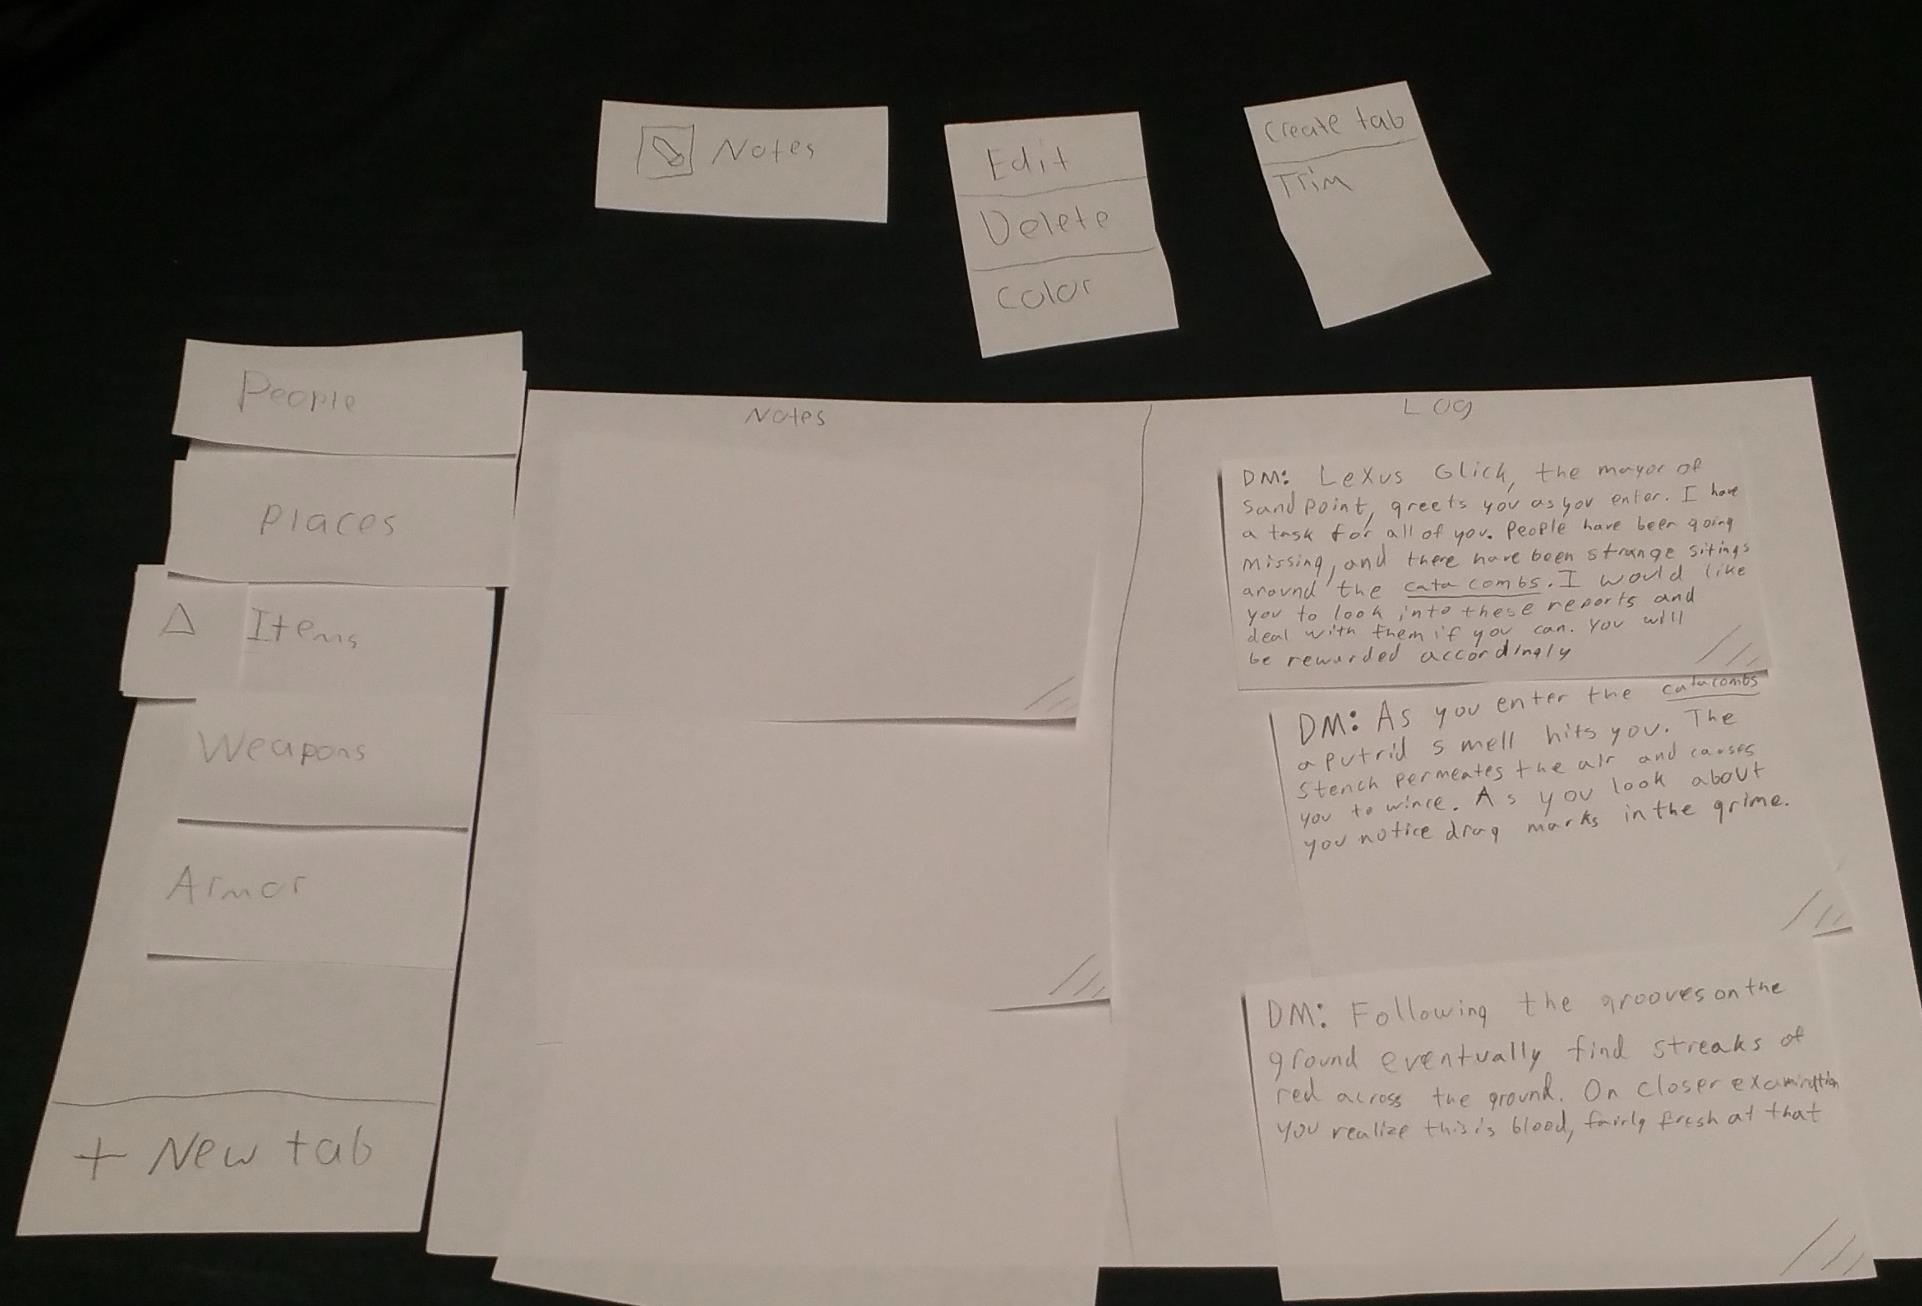 Notes
Edit
Delete
Color
Create tab
Trim
People
Places
Items
Weapons
Armor
+ New tab
Notes
Log
DM: Lexus Glick, the mayor of
Sandpoint, greets you as you enter. I have
a task for all of you. People have been going
missing, and there have been strange sitings
around the catacombs. I would like
you to look into these reports and
deal with them if you can. You will
be rewarded accordingly
DM: As you enter the catacombs
a putrid smell hits you. The
stench permeates the air and causes
you to wince. As you look about
you notice drag marks in the grime.
DM: Following the grooves on the
ground eventually find streaks of
red across the ground. On closer examination
you realize this is blood, fairly fresh at that